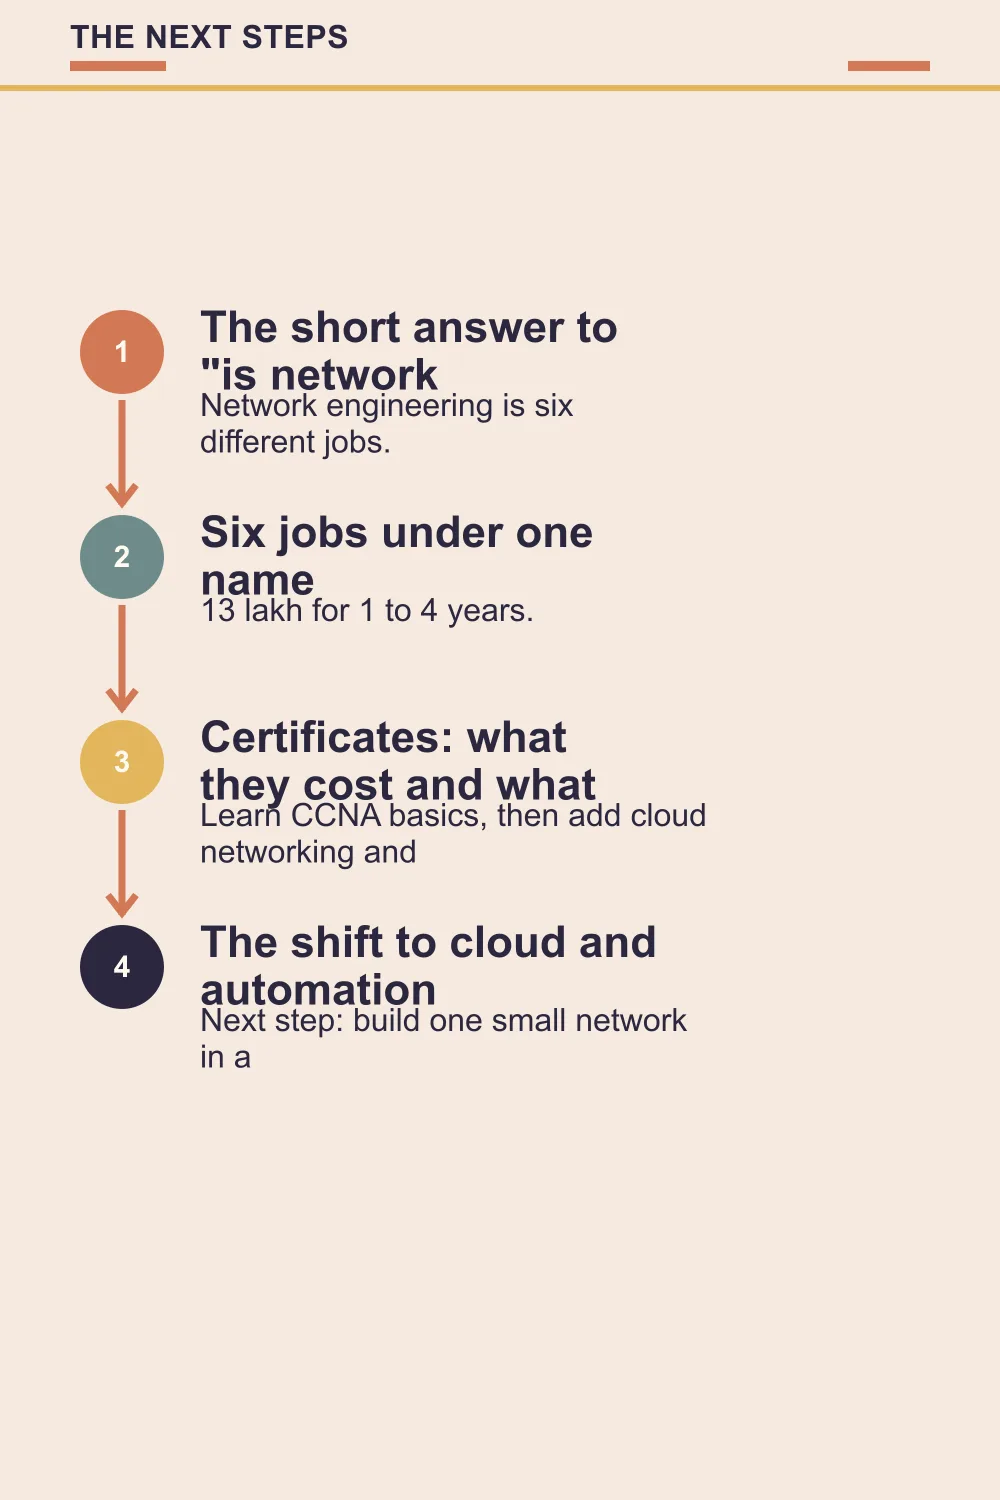 THE NEXT STEPS
1
The short answer to
"is network
Network engineering is six
different jobs.
2
Six jobs under one
name
13 lakh for 1 to 4 years.
3
Certificates: what
they cost and what
Learn CCNA basics, then add cloud
networking and
4
The shift to cloud and
automation
Next step: build one small network
in a